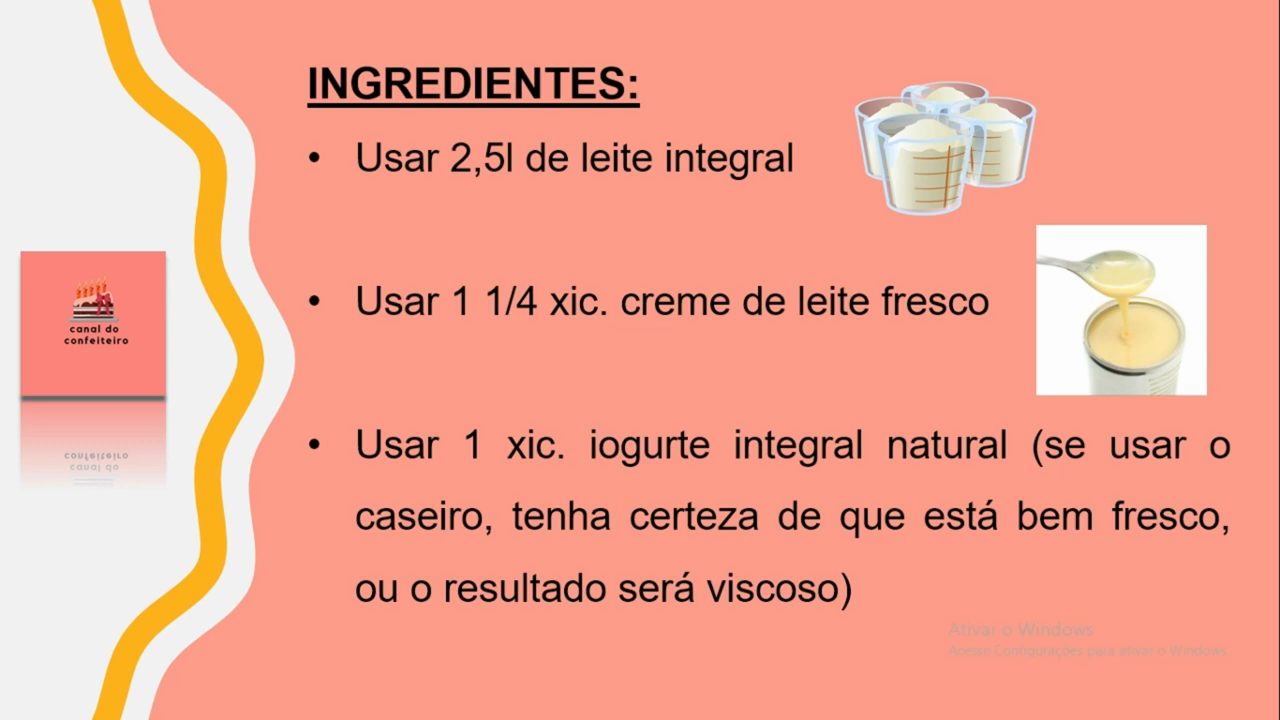 INGREDIENTES:
• Usar 2,5l de leite integral
• Usar 1 1/4 xic. creme de leite fresco
• Usar 1 xic. iogurte integral natural (se usar o
caseiro, tenha certeza de que está bem fresco,
ou o resultado será viscoso)
canal do
confeiteiro
Ativar o Windows
Acesse Configurações para ativar o Windows.